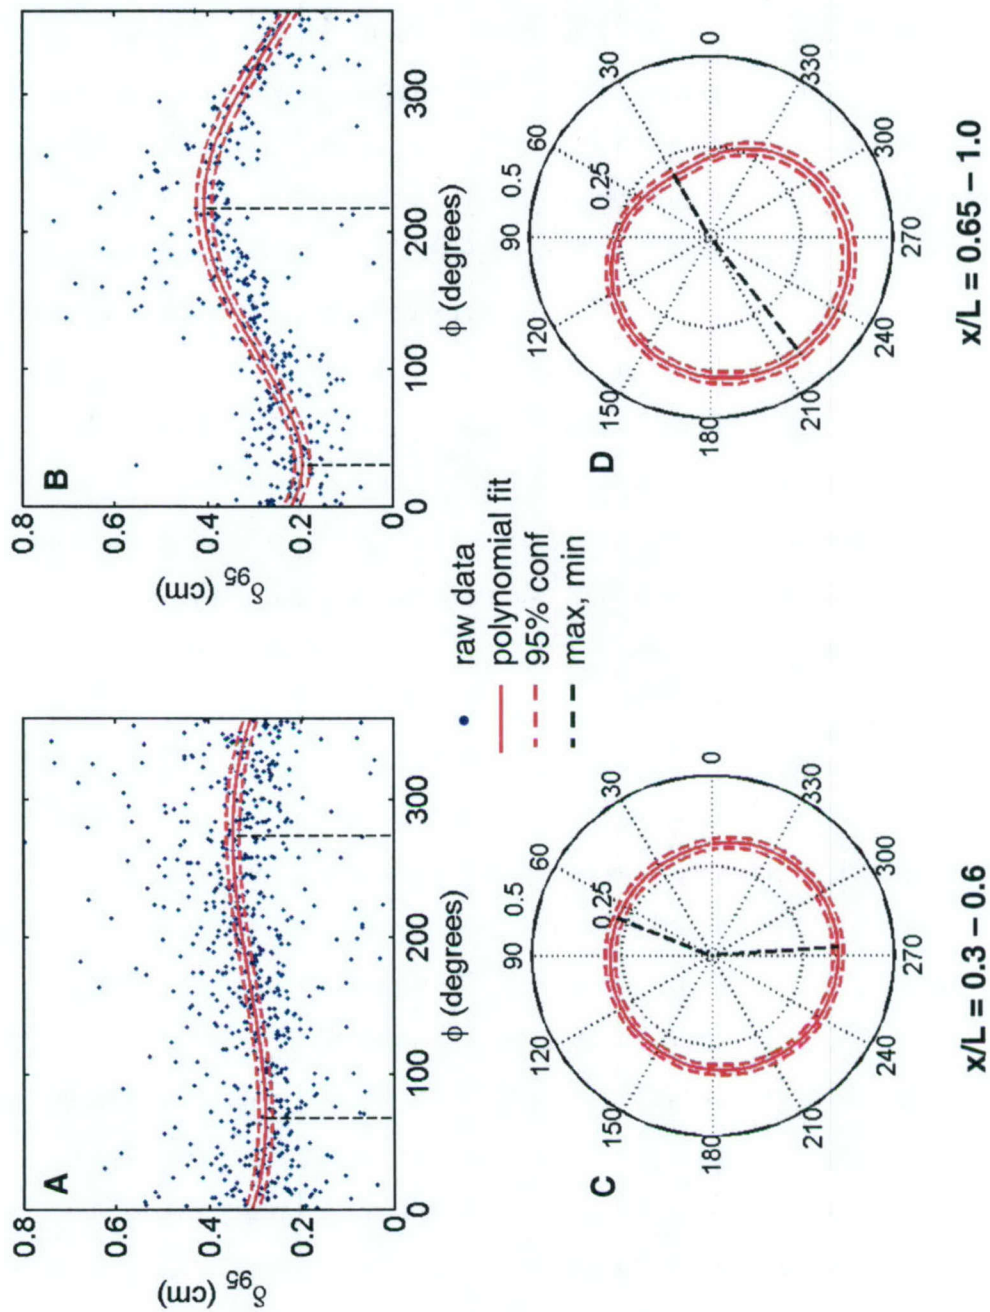 A
0.8
0.6
0.4
0.2
0
δ95 (cm)
0 100 200 300
ϕ (degrees)
B
0.8
0.6
0.4
0.2
0
δ95 (cm)
0 100 200 300
ϕ (degrees)
raw data
polynomial fit
95% conf
max, min
C
0
30
60
90
120
150
180
210
240
270
300
330
0.25
0.5
x/L = 0.3 – 0.6
D
0
30
60
90
120
150
180
210
240
270
300
330
0.25
0.5
x/L = 0.65 – 1.0